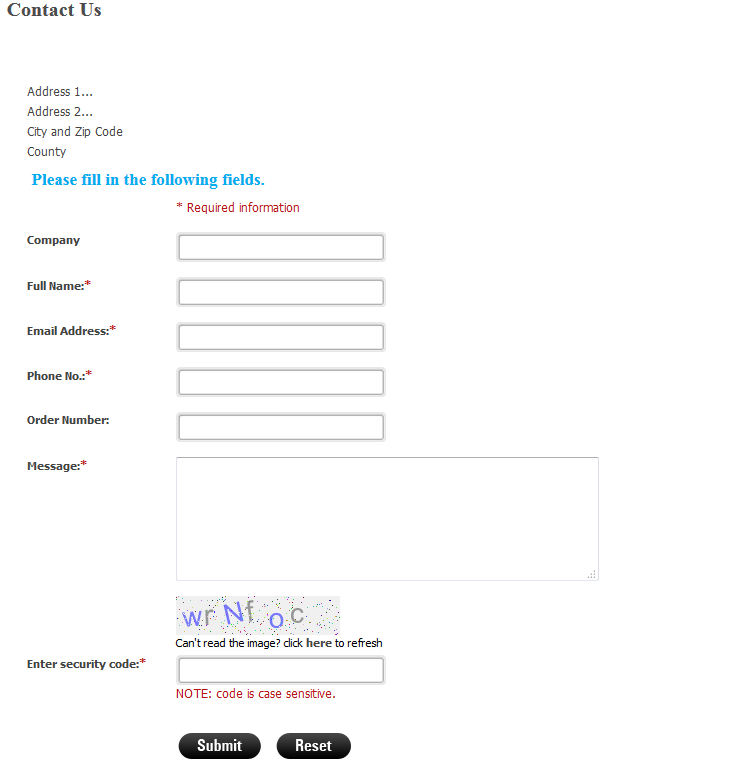 Contact Us
Address 1...
Address 2...
City and Zip Code
County
Please fill in the following fields.
* Required information
Company
Full Name:*
Email Address:*
Phone No.:*
Order Number:
Message:*
wrNfoc
Can't read the image? click here to refresh
Enter security code:*
NOTE: code is case sensitive.
Submit Reset